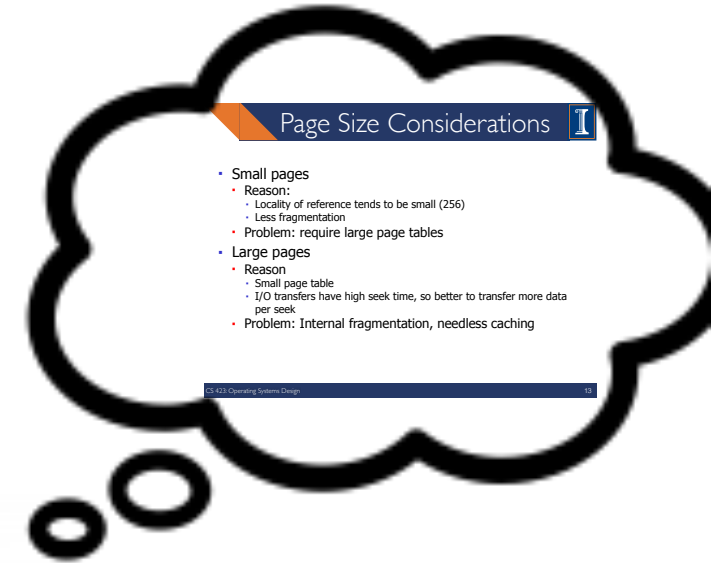 Page Size Considerations I
Small pages
Reason:
Locality of reference tends to be small (256)
Less fragmentation
Problem: require large page tables
Large pages
Reason
Small page table
I/O transfers have high seek time, so better to transfer more data
per seek
Problem: Internal fragmentation, needless caching
CS 423: Operating Systems Design 13